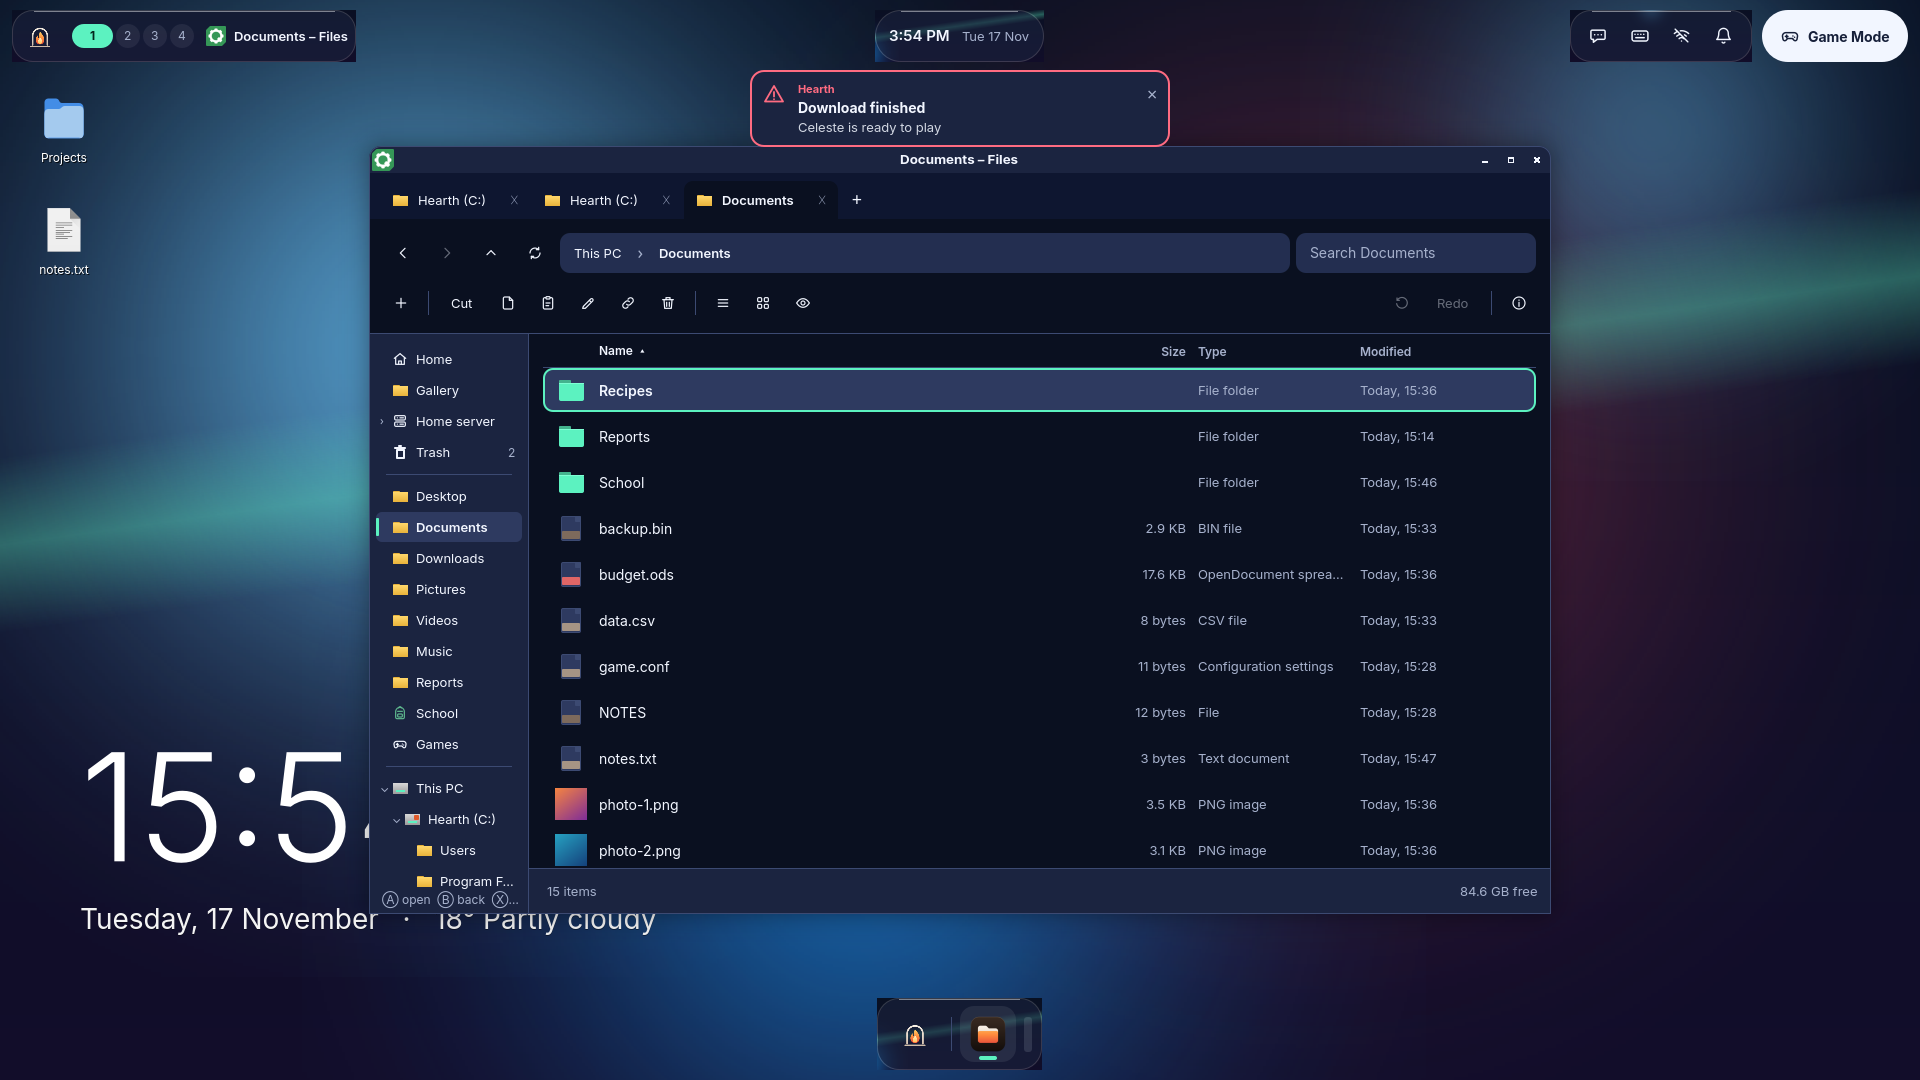 1 2 3 4 Documents – Files
3:54 PM Tue 17 Nov
Game Mode
Hearth
Download finished
Celeste is ready to play
Projects
notes.txt
Documents – Files
Hearth (C:) X Hearth (C:) X Documents X +
This PC › Documents
Search Documents
Cut
Redo
Home
Gallery
Home server
Trash 2
Desktop
Documents
Downloads
Pictures
Videos
Music
Reports
School
Games
This PC
Hearth (C:)
Users
Program F...
A open B back X...
Name Size Type Modified
Recipes File folder Today, 15:36
Reports File folder Today, 15:14
School File folder Today, 15:46
backup.bin 2.9 KB BIN file Today, 15:33
budget.ods 17.6 KB OpenDocument sprea... Today, 15:36
data.csv 8 bytes CSV file Today, 15:33
game.conf 11 bytes Configuration settings Today, 15:28
NOTES 12 bytes File Today, 15:28
notes.txt 3 bytes Text document Today, 15:47
photo-1.png 3.5 KB PNG image Today, 15:36
photo-2.png 3.1 KB PNG image Today, 15:36
15 items 84.6 GB free
15:5
Tuesday, 17 November · 18° Partly cloudy